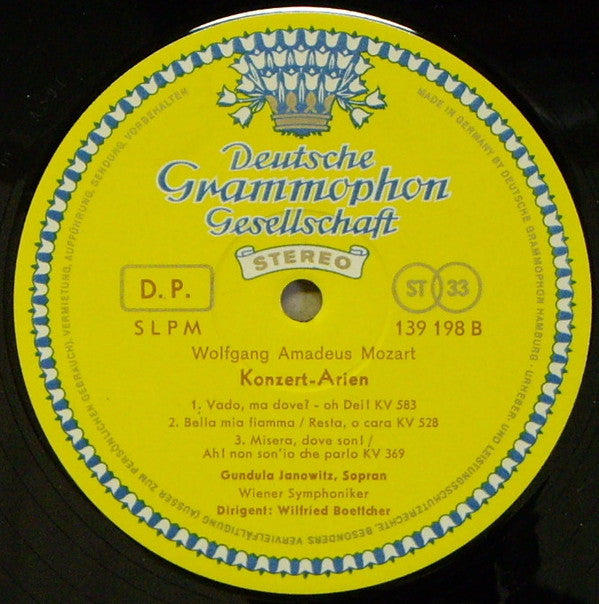 Deutsche
Grammophon
Gesellschaft
STEREO
D. P.
ST 33
SLPM
139 198 B
Wolfgang Amadeus Mozart
Konzert-Arien
1. Vado, ma dove? - oh Dei! KV 583
2. Bella mia fiamma / Resta, o cara KV 528
3. Misera, dove son! /
Ah! non son'io che parlo KV 369
Gundula Janowitz, Sopran
Wiener Symphoniker
Dirigent: Wilfried Boettcher
MADE IN GERMANY BY DEUTSCHE GRAMMOPHON HAMBURG · URHEBER- UND LEISTUNGSSCHUTZRECHTE, BESONDERS VERVIELFÄLTIGUNG (AUSSER ZUM PERSÖNLICHEN GEBRAUCH), VERMIETUNG, AUFFÜHRUNG, SENDUNG, VORBEHALTEN